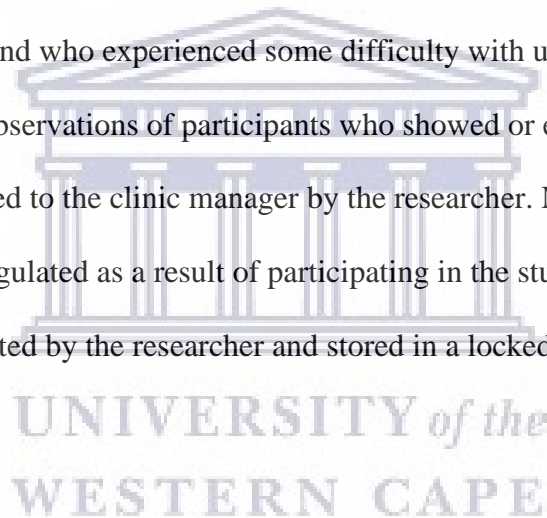 nd who experienced some difficulty with u
bservations of participants who showed or e
ed to the clinic manager by the researcher.
gulated as a result of participating in the stu
ted by the researcher and stored in a locked
UNIVERSITY of the
WESTERN CAPE